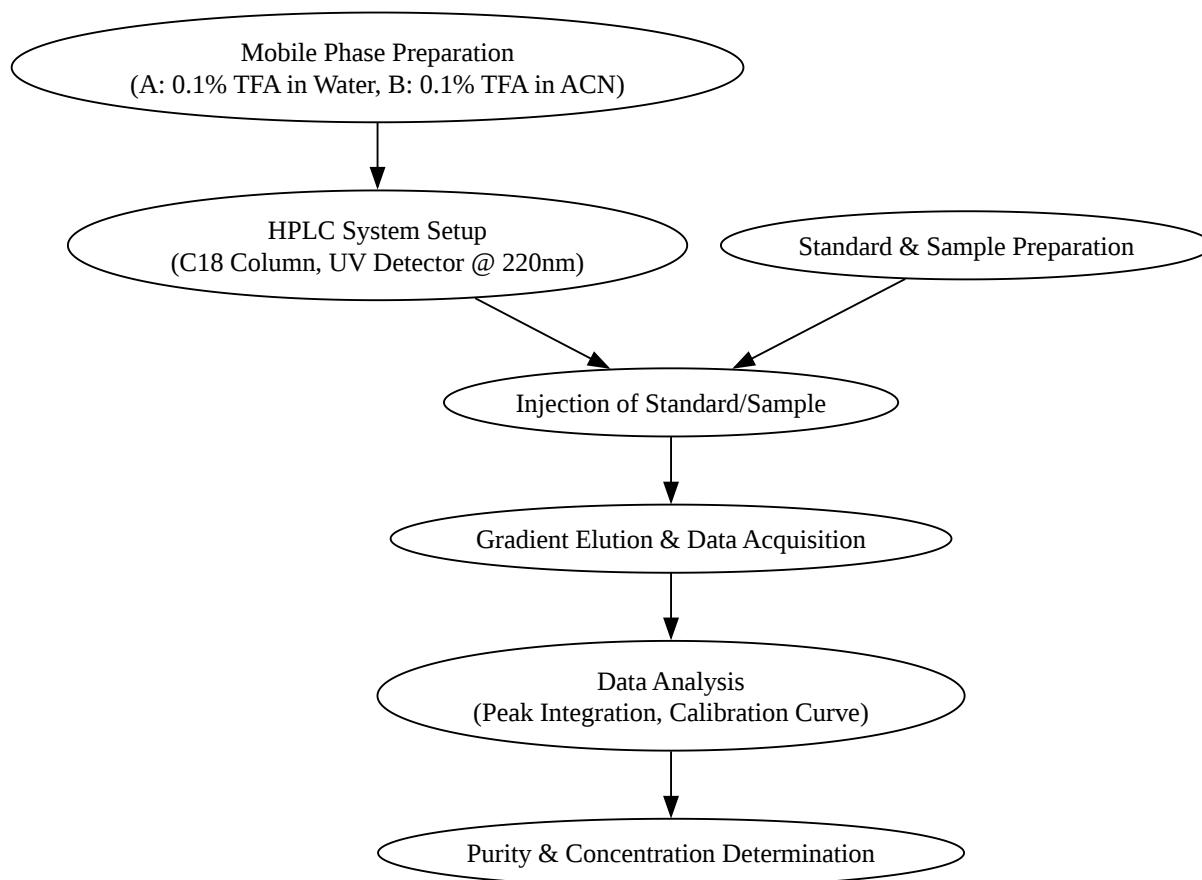 Mobile Phase Preparation
(A: 0.1% TFA in Water, B: 0.1% TFA in ACN)
HPLC System Setup
(C18 Column, UV Detector @ 220nm)
Standard & Sample Preparation
Injection of Standard/Sample
Gradient Elution & Data Acquisition
Data Analysis
(Peak Integration, Calibration Curve)
Purity & Concentration Determination